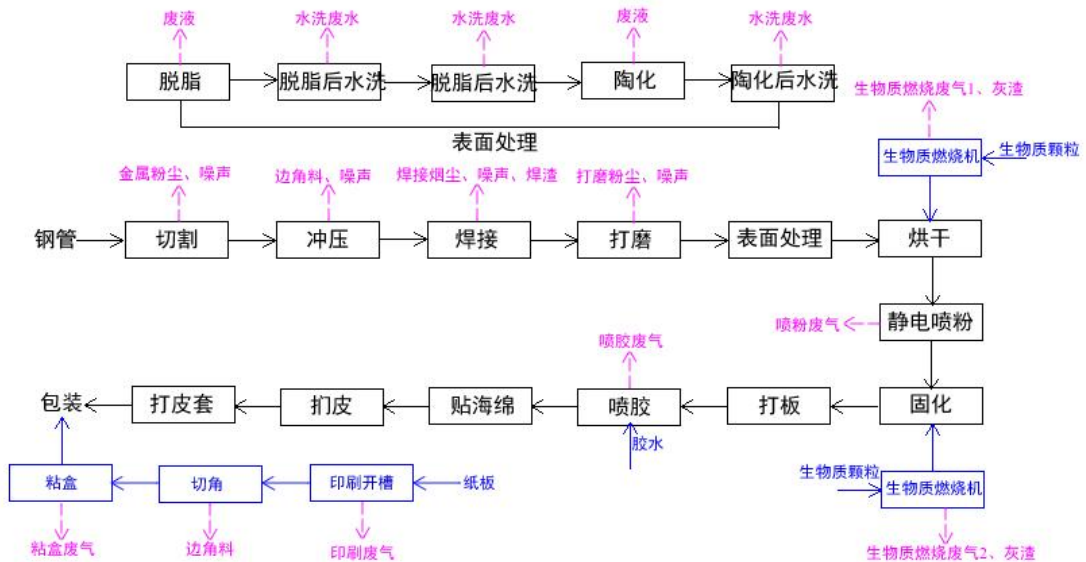 废液
水洗废水
水洗废水
废液
水洗废水
脱脂
脱脂后水洗
脱脂后水洗
陶化
陶化后水洗
表面处理
生物质燃烧废气1、灰渣
生物质燃烧机
生物质颗粒
金属粉尘、噪声
边角料、噪声
焊接烟尘、噪声、焊渣
打磨粉尘、噪声
钢管
切割
冲压
焊接
打磨
表面处理
烘干
喷粉废气
静电喷粉
喷胶废气
包装
打皮套
扪皮
贴海绵
喷胶
打板
固化
胶水
粘盒
切角
印刷开槽
纸板
生物质颗粒
生物质燃烧机
粘盒废气
边角料
印刷废气
生物质燃烧废气2、灰渣